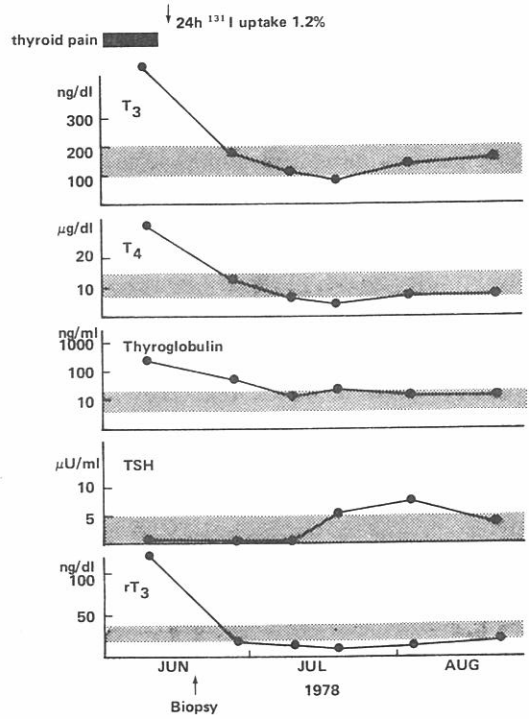 24h ¹³¹ I uptake 1.2%
thyroid pain
ng/dl
T₃
300
200
100
µg/dl
T₄
20
10
ng/ml
Thyroglobulin
1000
100
10
µU/ml
TSH
10
5
ng/dl
100
rT₃
50
JUN JUL AUG
1978
Biopsy